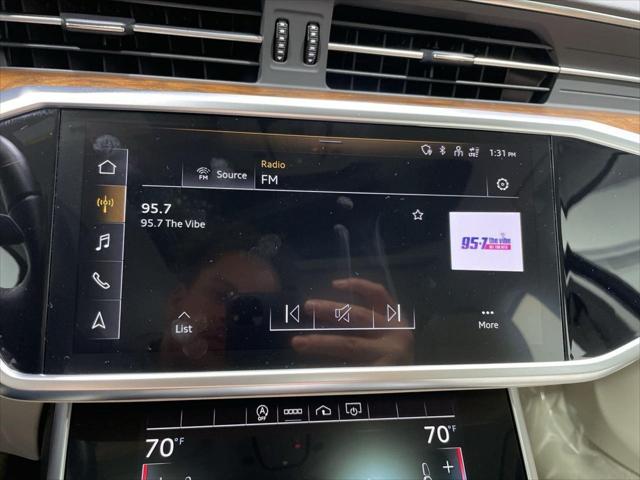 1:31 PM
Radio
FM Source
FM
95.7
95.7 The Vibe
95.7 the vibe
List
More
A
OFF
70°F
70°F
+